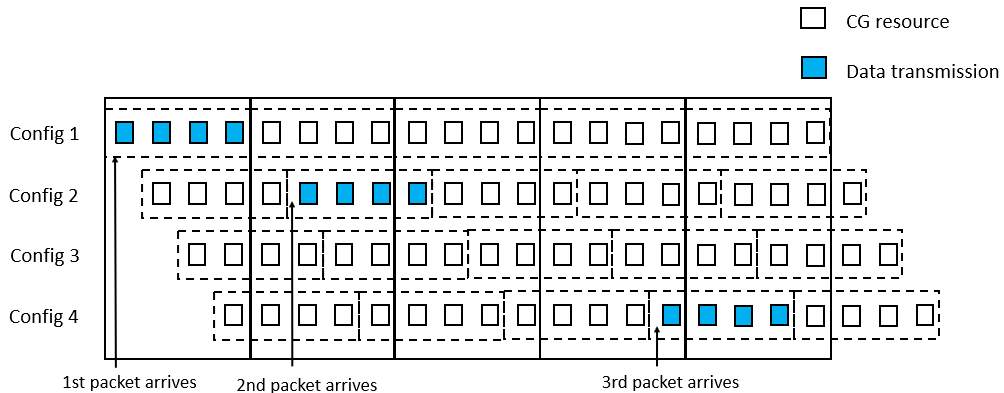 CG resource
Data transmission
Config 1
Config 2
Config 3
Config 4
1st packet arrives
2nd packet arrives
3rd packet arrives